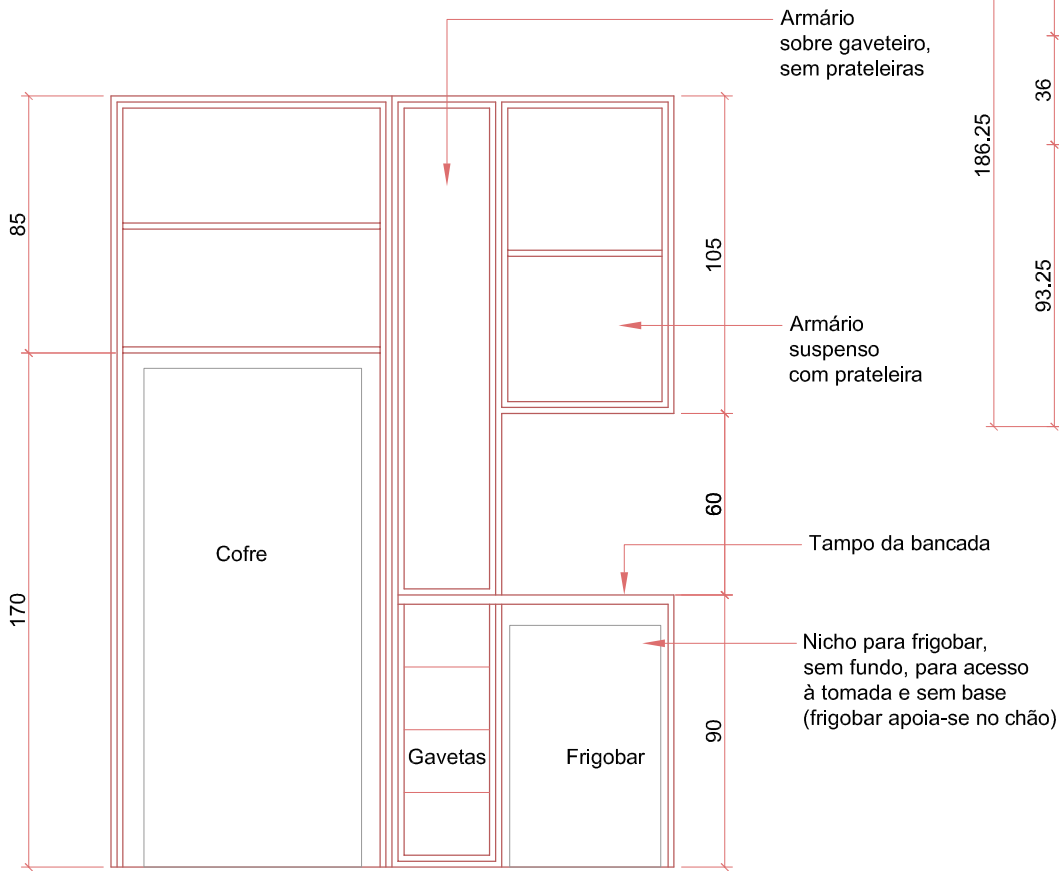 Armário
sobre gaveteiro,
sem prateleiras
36
186.25
85
105
93.25
Armário
suspenso
com prateleira
60
Cofre
Tampo da bancada
170
Nicho para frigobar,
sem fundo, para acesso
à tomada e sem base
(frigobar apoia-se no chão)
90
Gavetas
Frigobar